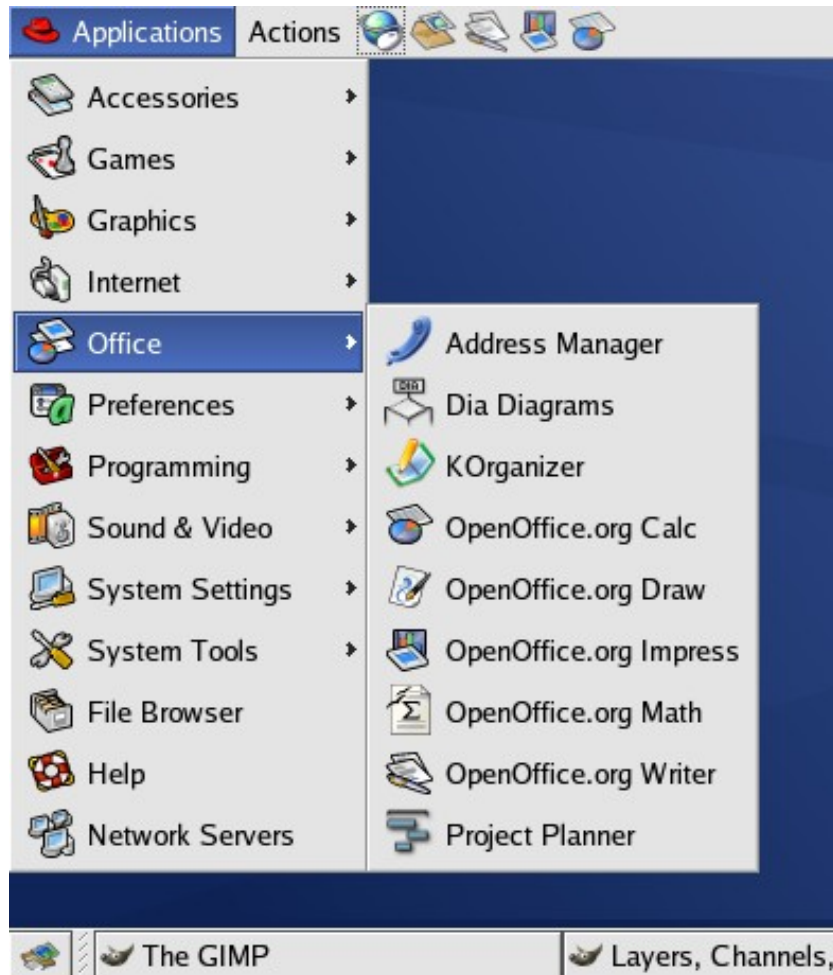 Applications Actions
Accessories
Games
Graphics
Internet
Office
Preferences
Programming
Sound & Video
System Settings
System Tools
File Browser
Help
Network Servers
Address Manager
DIA
Dia Diagrams
KOrganizer
OpenOffice.org Calc
OpenOffice.org Draw
OpenOffice.org Impress
Σ
OpenOffice.org Math
OpenOffice.org Writer
Project Planner
The GIMP
Layers, Channels,